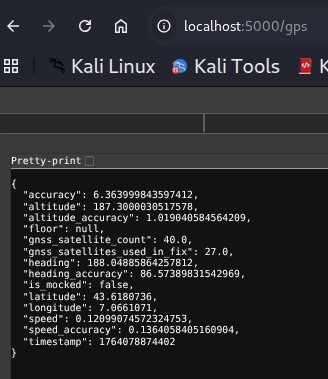 localhost:5000/gps
Kali Linux Kali Tools
Pretty-print
{
"accuracy": 6.363999843597412,
"altitude": 187.3000030517578,
"altitude_accuracy": 1.019040584564209,
"floor": null,
"gnss_satellite_count": 40.0,
"gnss_satellites_used_in_fix": 27.0,
"heading": 188.04885864257812,
"heading_accuracy": 86.57389831542969,
"is_mocked": false,
"latitude": 43.6180736,
"longitude": 7.0661071,
"speed": 0.12099074572324753,
"speed_accuracy": 0.1364058405160904,
"timestamp": 1764078874402
}